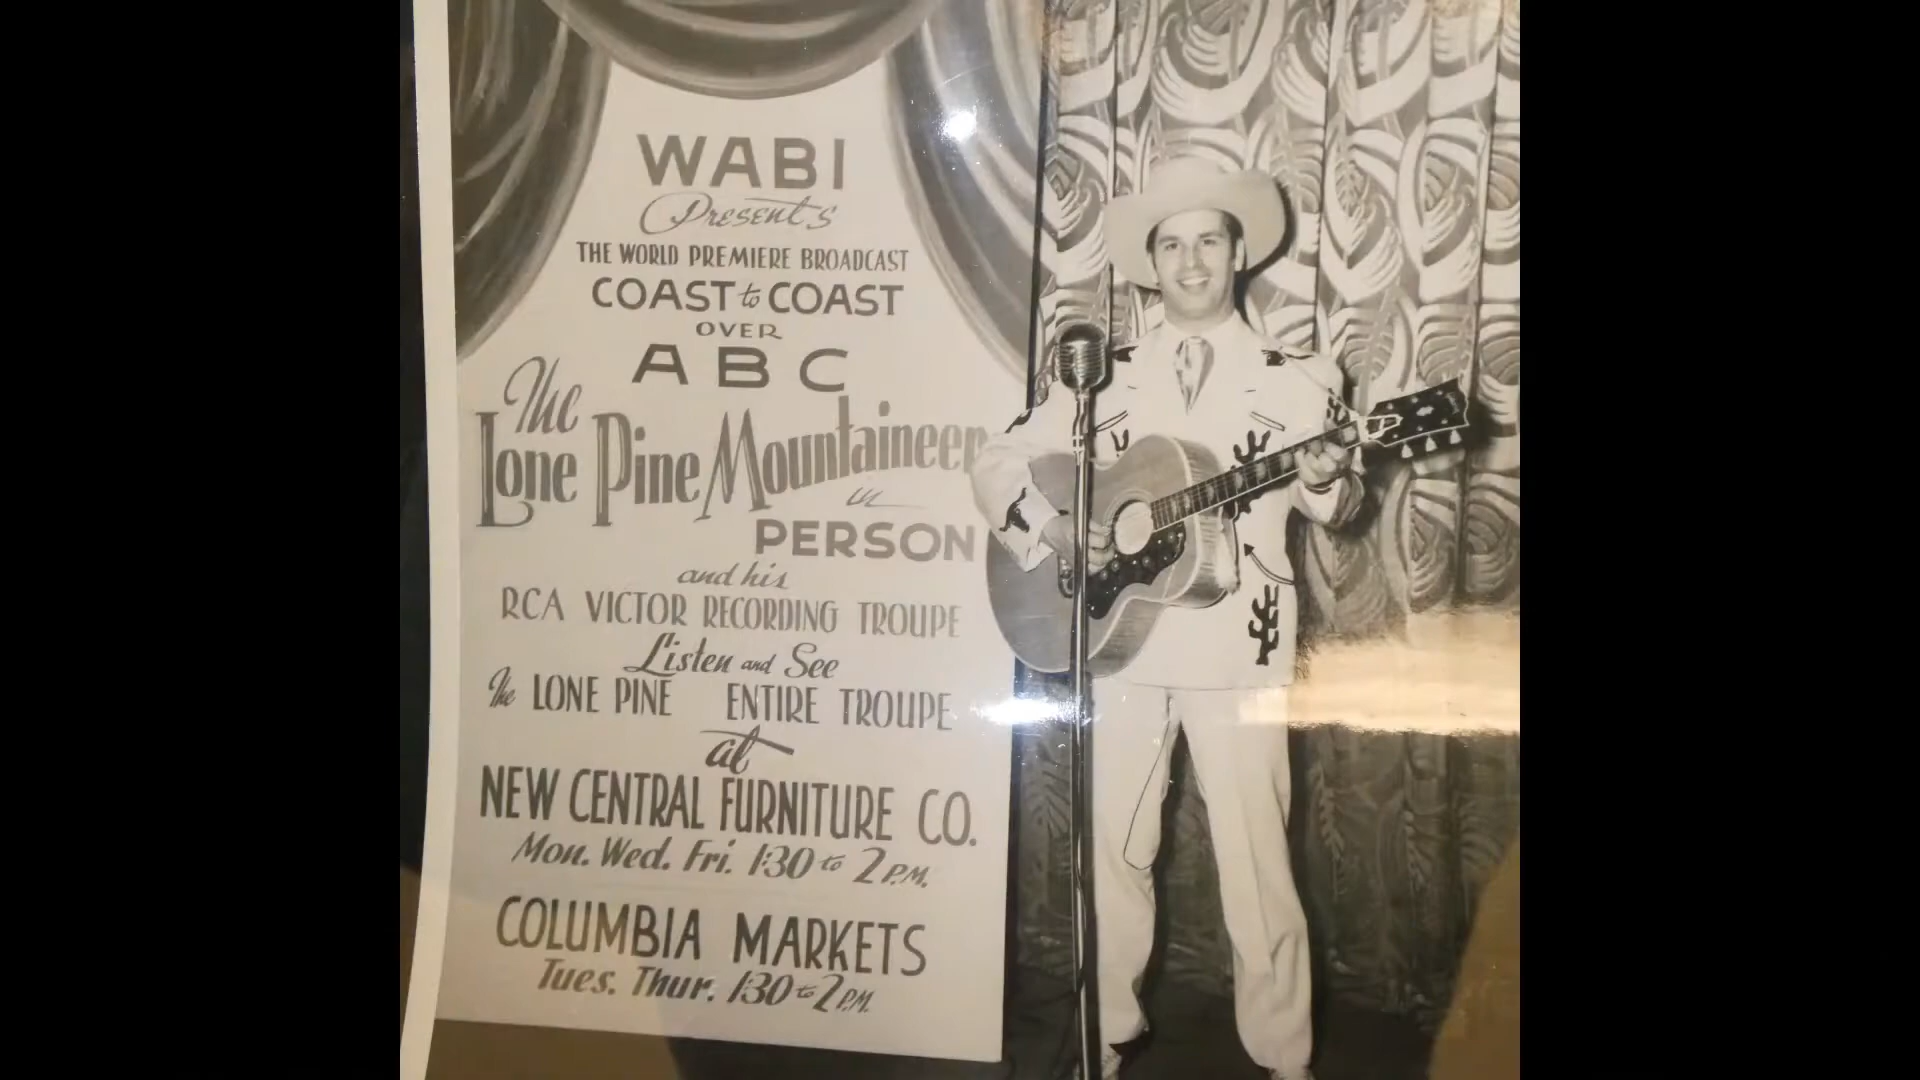 WABI
Presents
THE WORLD PREMIERE BROADCAST
COAST to COAST
OVER
ABC
The
Lone Pine Mountaineer
in
PERSON
and his
RCA VICTOR RECORDING TROUPE
Listen and See
The LONE PINE ENTIRE TROUPE
at
NEW CENTRAL FURNITURE CO.
Mon. Wed. Fri. 1:30 to 2 P.M.
COLUMBIA MARKETS
Tues. Thur. 1:30 to 2 P.M.